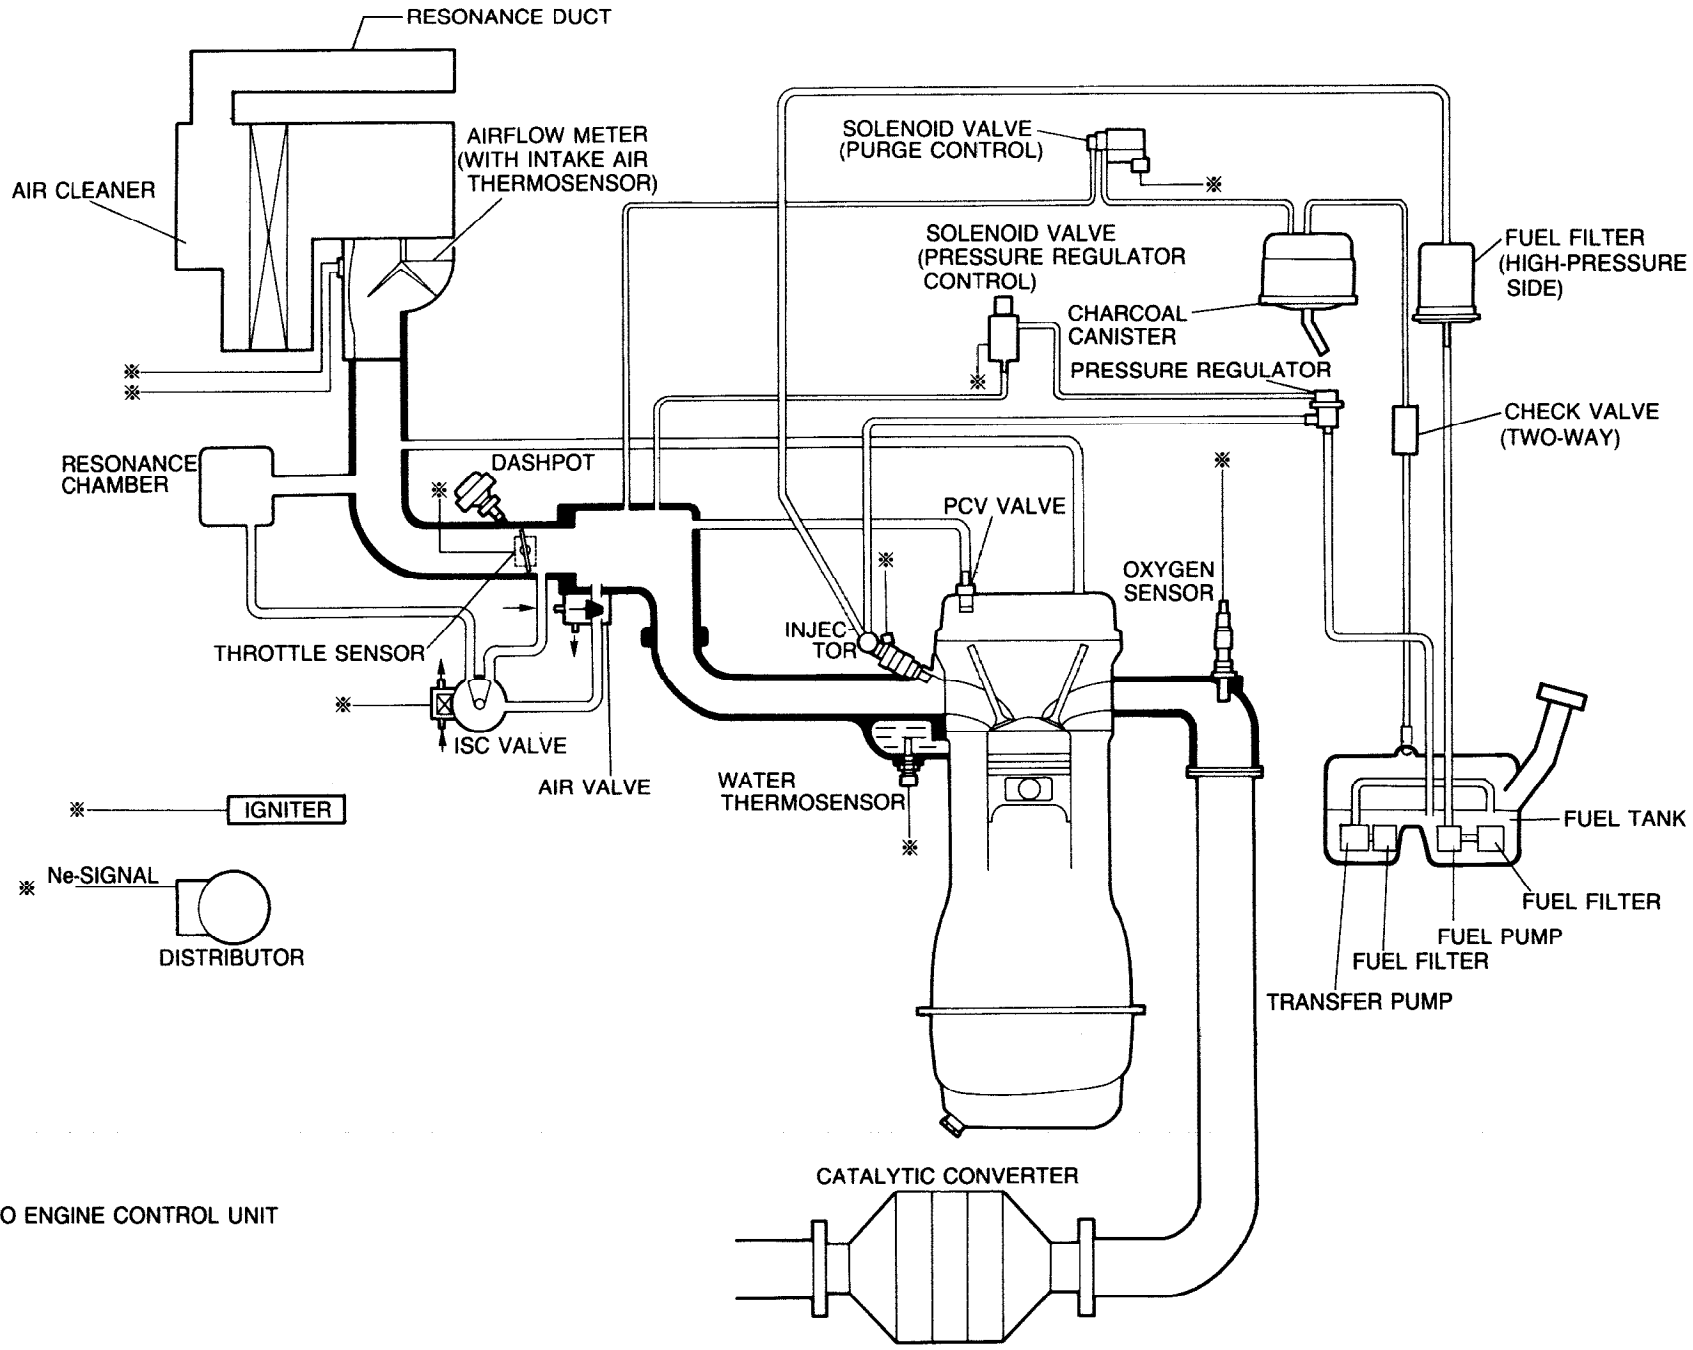 RESONANCE DUCT
AIRFLOW METER
(WITH INTAKE AIR
THERMOSENSOR)
AIR CLEANER
SOLENOID VALVE
(PURGE CONTROL)
※
SOLENOID VALVE
(PRESSURE REGULATOR
CONTROL)
FUEL FILTER
(HIGH-PRESSURE
SIDE)
CHARCOAL
CANISTER
※
※
※
PRESSURE REGULATOR
CHECK VALVE
(TWO-WAY)
RESONANCE
CHAMBER
DASHPOT
※
※
PCV VALVE
※
OXYGEN
SENSOR
INJEC-
TOR
THROTTLE SENSOR
※
ISC VALVE
AIR VALVE
WATER
THERMOSENSOR
※
※ IGNITER
FUEL TANK
※ Ne-SIGNAL
DISTRIBUTOR
FUEL FILTER
FUEL PUMP
FUEL FILTER
TRANSFER PUMP
CATALYTIC CONVERTER
O ENGINE CONTROL UNIT